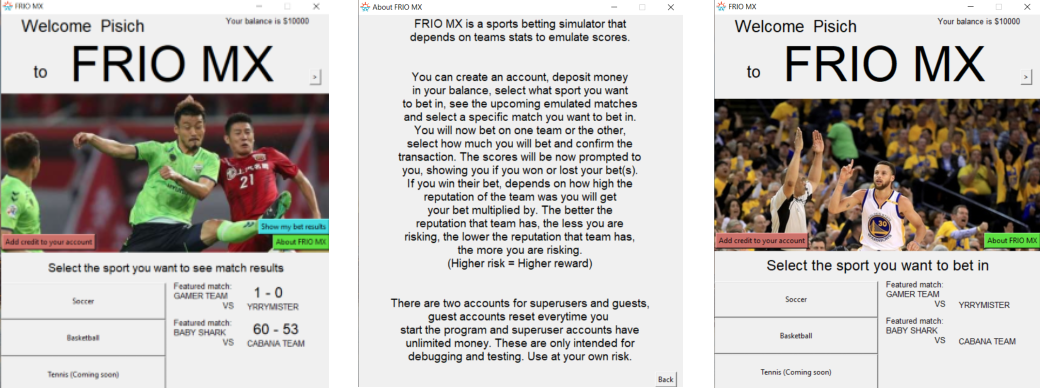 FRIO MX
Welcome Pisich
Your balance is $10000
to FRIO MX
>
21
Show my bet results
Add credit to your account
About FRIO MX
Select the sport you want to see match results
Soccer
Basketball
Tennis (Coming soon)
Featured match:
GAMER TEAM 1 - 0
VS YRRYMISTER
Featured match:
BABY SHARK 60 - 53
VS CABANA TEAM
About FRIO MX
FRIO MX is a sports betting simulator that
depends on teams stats to emulate scores.
You can create an account, deposit money
in your balance, select what sport you want
to bet in, see the upcoming emulated matches
and select a specific match you want to bet in.
You will now bet on one team or the other,
select how much you will bet and confirm the
transaction. The scores will be now prompted to
you, showing you if you won or lost your bet(s).
If you win their bet, depends on how high the
reputation of the team was you will get
your bet multiplied by. The better the
reputation that team has, the less you are
risking, the lower the reputation that team has,
the more you are risking.
(Higher risk = Higher reward)
There are two accounts for superusers and guests,
guest accounts reset everytime you
start the program and superuser accounts have
unlimited money. These are only intended for
debugging and testing. Use at your own risk.
Back
FRIO MX
Welcome Pisich
Your balance is $10000
to FRIO MX
>
30
Add credit to your account
About FRIO MX
Select the sport you want to bet in
Soccer
Basketball
Tennis (Coming soon)
Featured match:
GAMER TEAM
VS YRRYMISTER
Featured match:
BABY SHARK
VS CABANA TEAM